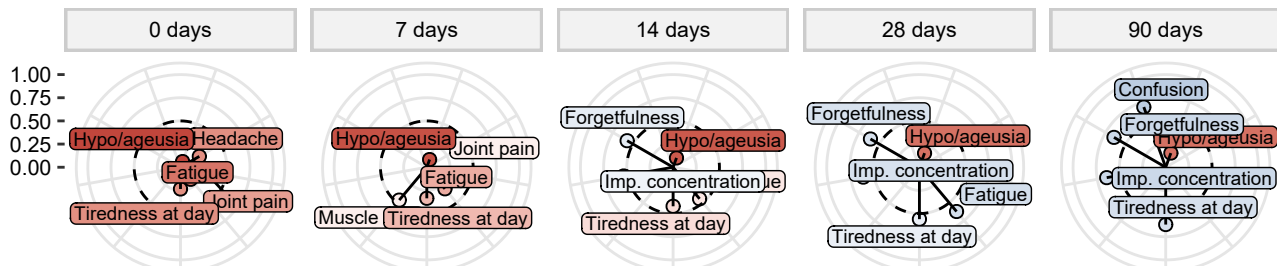 0 days
7 days
14 days
28 days
90 days
1.00
0.75
0.50
0.25
0.00
Hypo/ageusia
Headache
Fatigue
Joint pain
Tiredness at day
Hypo/ageusia
Joint pain
Fatigue
Muscle
Tiredness at day
Forgetfulness
Hypo/ageusia
Imp. concentration
ue
Tiredness at day
Forgetfulness
Hypo/ageusia
Imp. concentration
Fatigue
Tiredness at day
Confusion
Forgetfulness
Hypo/ageusia
Imp. concentration
Tiredness at day